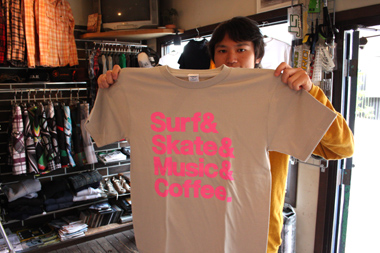 Surf&
Skate&
Music&
Coffee.